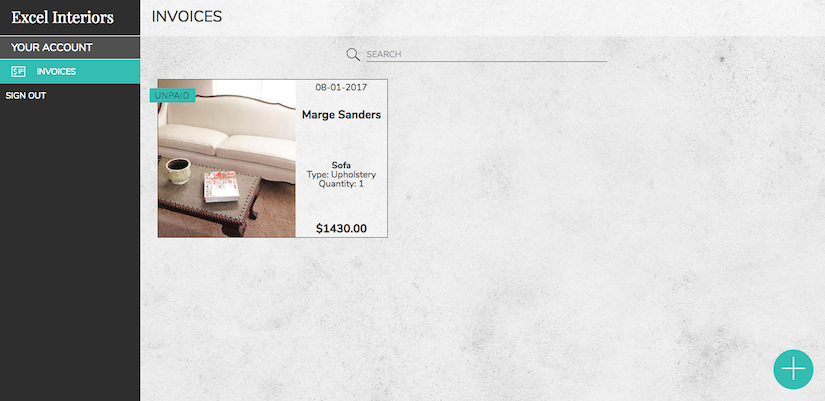 Excel Interiors
YOUR ACCOUNT
INVOICES
SIGN OUT
INVOICES
SEARCH
UNPAID
08-01-2017
Marge Sanders
Sofa
Type: Upholstery
Quantity: 1
$1430.00